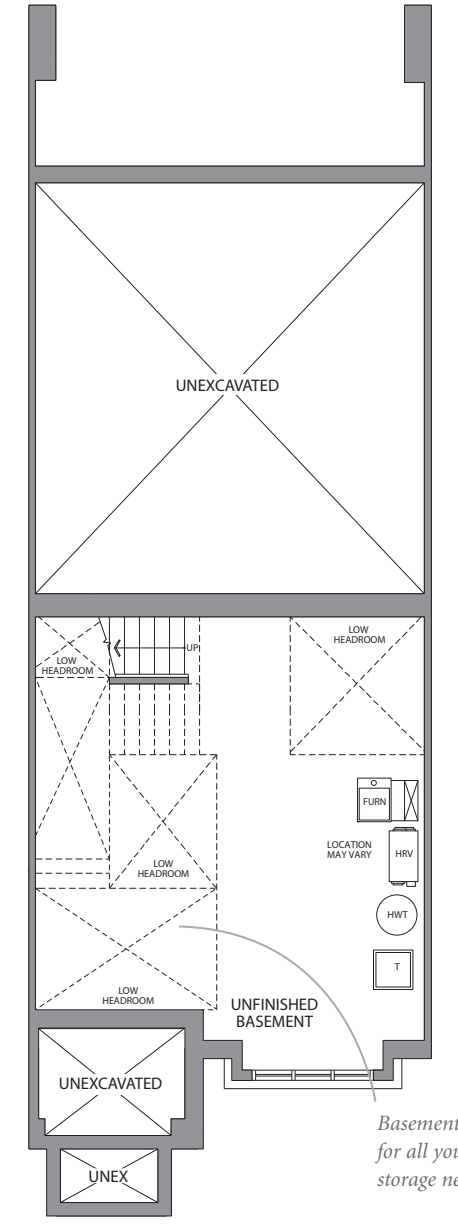 UNEXCAVATED
UP
LOW
HEADROOM
LOW
HEADROOM
FURN
LOCATION
MAY VARY
HRV
LOW
HEADROOM
HWT
T
LOW
HEADROOM
UNFINISHED
BASEMENT
UNEXCAVATED
UNEX
Basement
for all you
storage ne